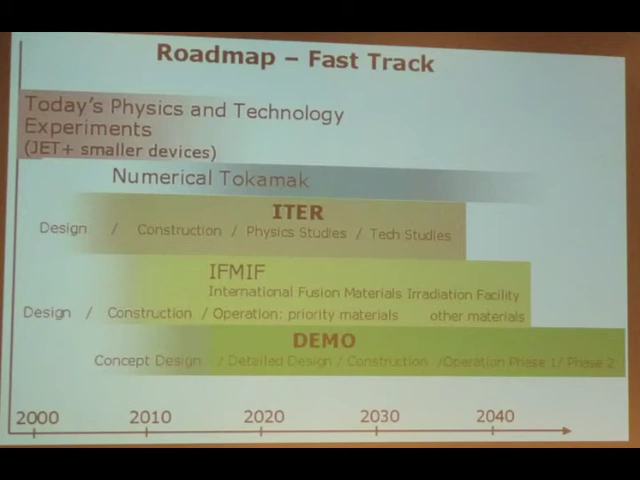 Roadmap – Fast Track
Today's Physics and Technology
Experiments
(JET+ smaller devices)
Numerical Tokamak
ITER
Design / Construction / Physics Studies / Tech Studies
IFMIF
International Fusion Materials Irradiation Facility
Design / Construction / Operation: priority materials other materials
DEMO
Concept Design / Detailed Design / Construction /Operation Phase 1/ Phase 2
2000 2010 2020 2030 2040